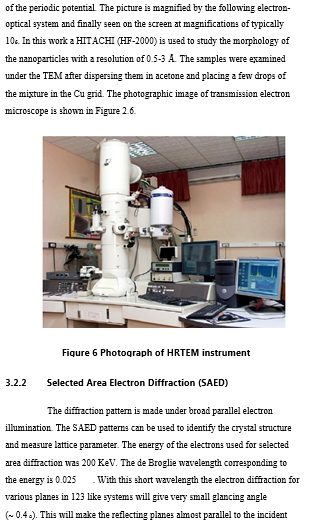 of the periodic potential. The picture is magnified by the following electron-
optical system and finally seen on the screen at magnifications of typically
106. In this work a HITACHI (HF-2000) is used to study the morphology of
the nanoparticles with a resolution of 0.5-3 Å. The samples were examined
under the TEM after dispersing them in acetone and placing a few drops of
the mixture in the Cu grid. The photographic image of transmission electron
microscope is shown in Figure 2.6.
Figure 6 Photograph of HRTEM instrument
3.2.2 Selected Area Electron Diffraction (SAED)
The diffraction pattern is made under broad parallel electron
illumination. The SAED patterns can be used to identify the crystal structure
and measure lattice parameter. The energy of the electrons used for selected
area diffraction was 200 KeV. The de Broglie wavelength corresponding to
the energy is 0.025 . With this short wavelength the electron diffraction for
various planes in 123 like systems will give very small glancing angle
(~ 0.4 ). This will make the reflecting planes almost parallel to the incident